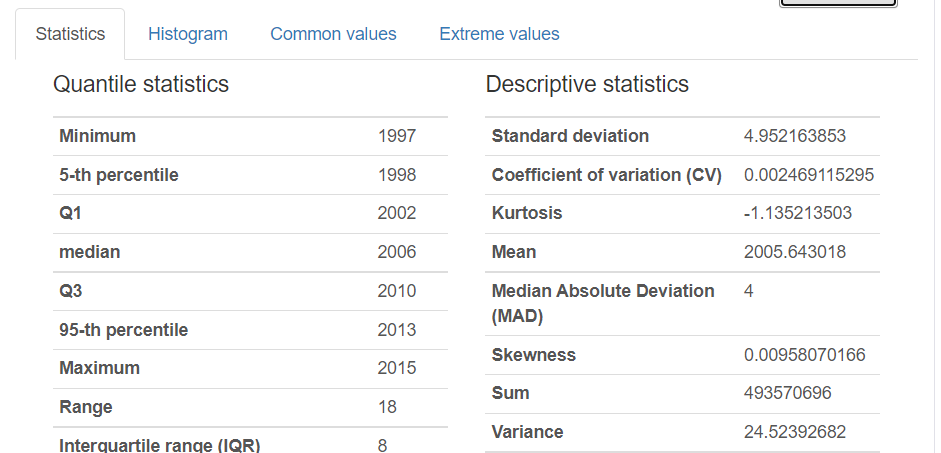 Statistics Histogram Common values Extreme values
Quantile statistics
Minimum 1997
5-th percentile 1998
Q1 2002
median 2006
Q3 2010
95-th percentile 2013
Maximum 2015
Range 18
Interquartile range (IQR) 8
Descriptive statistics
Standard deviation 4.952163853
Coefficient of variation (CV) 0.002469115295
Kurtosis -1.135213503
Mean 2005.643018
Median Absolute Deviation 4
(MAD)
Skewness 0.00958070166
Sum 493570696
Variance 24.52392682